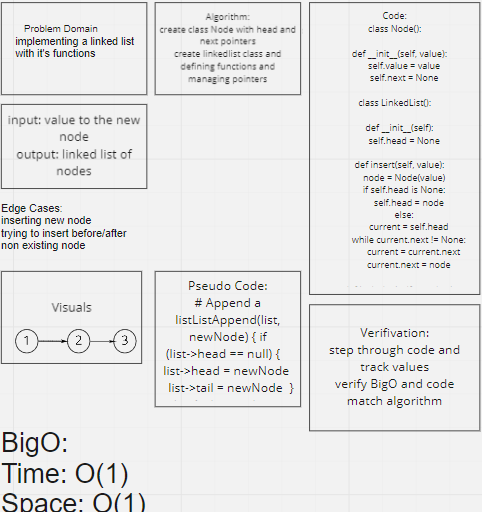 Problem Domain
implementing a linked list
with it's functions
Algorithm:
create class Node with head and
next pointers
create linkedlist class and
defining functions and
managing pointers
Code:
class Node():
def __init__(self, value):
self.value = value
self.next = None
class LinkedList():
def __init__(self):
self.head = None
def insert(self, value):
node = Node(value)
if self.head is None:
self.head = node
else:
current = self.head
while current.next != None:
current = current.next
current.next = node
input: value to the new
node
output: linked list of
nodes
Edge Cases:
inserting new node
trying to insert before/after
non existing node
Visuals
1 2 3
Pseudo Code:
# Append a
listListAppend(list,
newNode) { if
(list->head == null) {
list->head = newNode
list->tail = newNode }
Verifivation:
step through code and
track values
verify BigO and code
match algorithm
BigO:
Time: O(1)
Space: O(1)